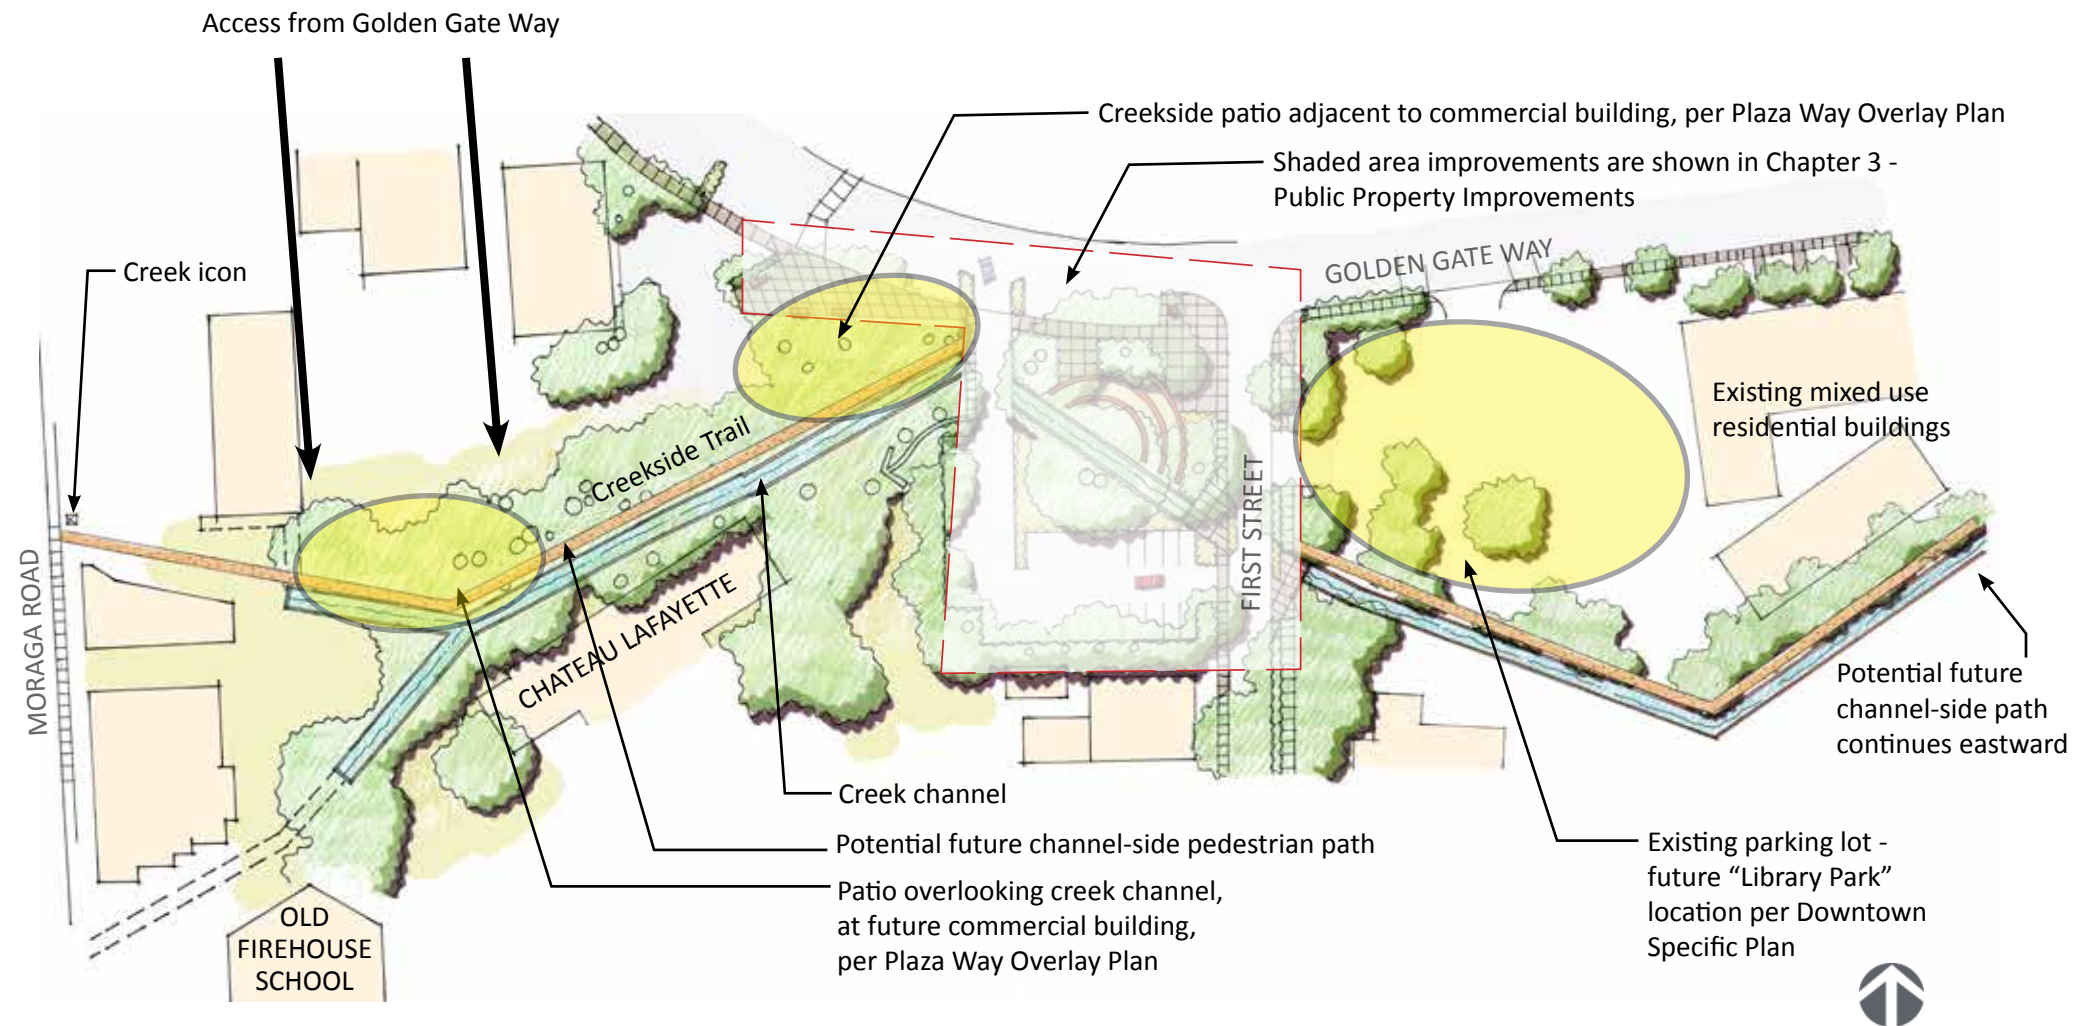 Access from Golden Gate Way
Creekside patio adjacent to commercial building, per Plaza Way Overlay Plan
Shaded area improvements are shown in Chapter 3 -
Public Property Improvements
GOLDEN GATE WAY
Creek icon
Existing mixed use
residential buildings
Creekside Trail
FIRST STREET
MORAGA ROAD
CHATEAU LAFAYETTE
Potential future
channel-side path
continues eastward
Creek channel
Potential future channel-side pedestrian path
Patio overlooking creek channel,
at future commercial building,
per Plaza Way Overlay Plan
Existing parking lot -
future “Library Park”
location per Downtown
Specific Plan
OLD
FIREHOUSE
SCHOOL